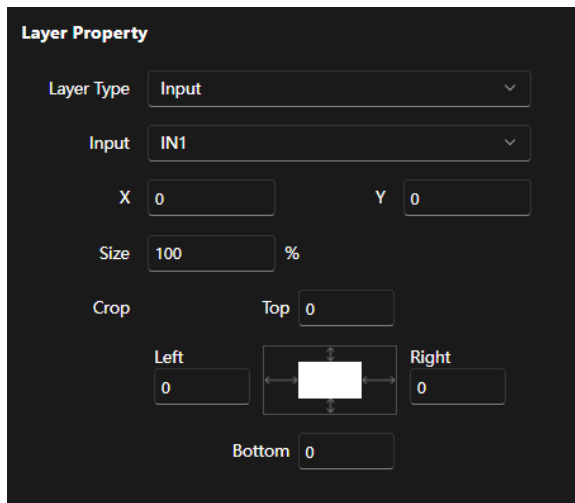 Layer Property
Layer Type Input
Input IN1
X 0 Y 0
Size 100 %
Crop Top 0
Left Right
0 0
Bottom 0